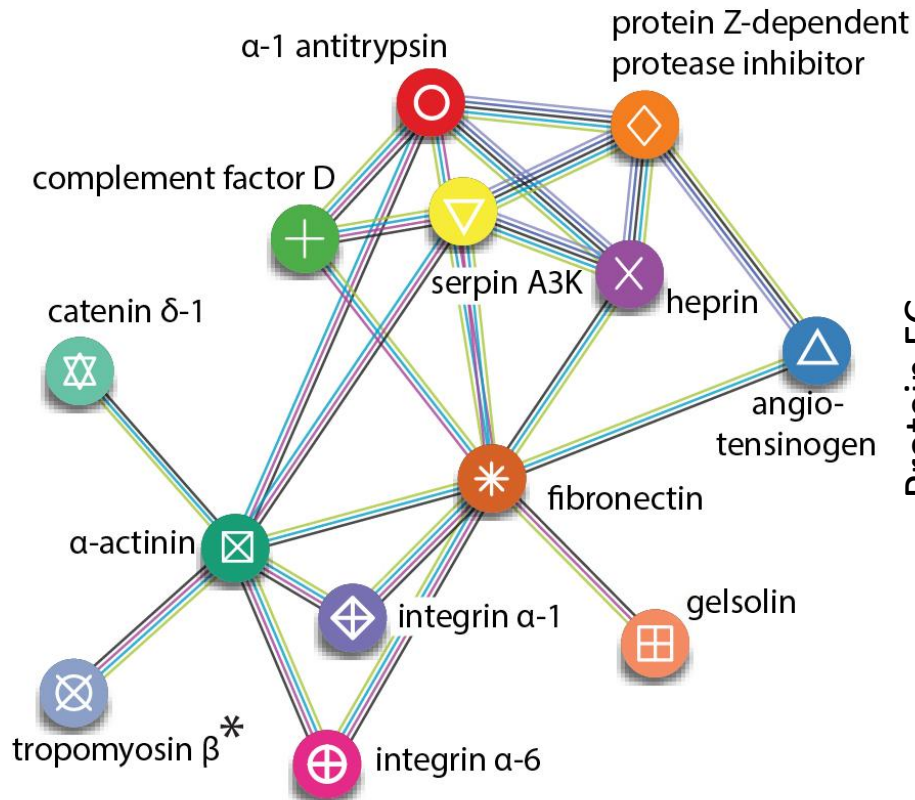 α-1 antitrypsin
protein Z-dependent
protease inhibitor
complement factor D
serpin A3K
heprin
catenin δ-1
angio-
tensinogen
fibronectin
α-actinin
integrin α-1
gelsolin
tropomyosin β*
integrin α-6